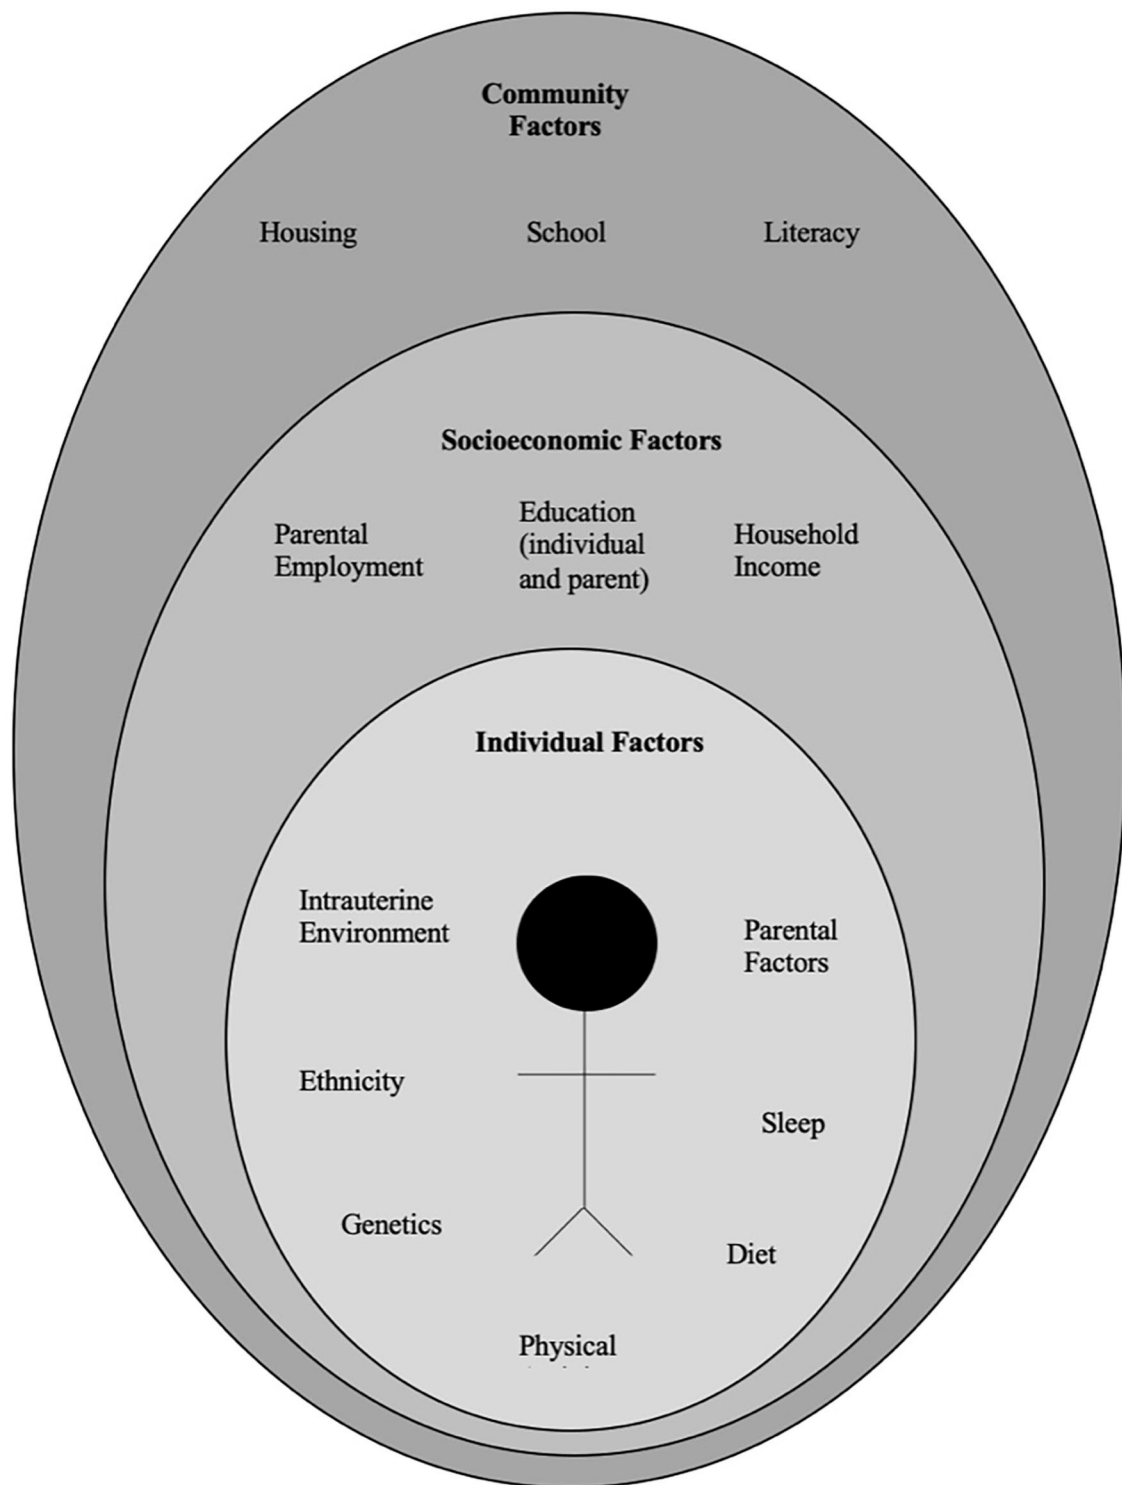 Community
Factors
Housing
School
Literacy
Socioeconomic Factors
Parental
Employment
Education
(individual
and parent)
Household
Income
Individual Factors
Intrauterine
Environment
Parental
Factors
Ethnicity
Sleep
Genetics
Diet
Physical